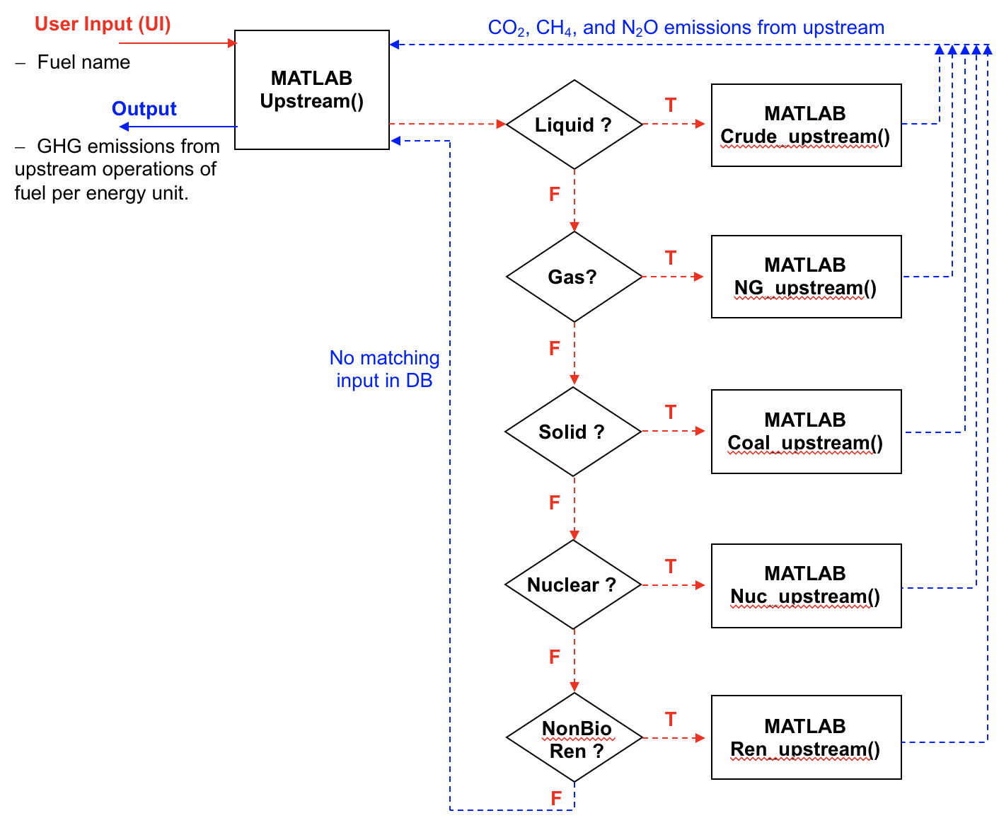 User Input (UI)
– Fuel name
Output
– GHG emissions from
upstream operations of
fuel per energy unit.
MATLAB
Upstream()
CO₂, CH₄, and N₂O emissions from upstream
Liquid ?
T
MATLAB
Crude_upstream()
F
Gas?
T
MATLAB
NG_upstream()
F
No matching
input in DB
Solid ?
T
MATLAB
Coal_upstream()
F
Nuclear ?
T
MATLAB
Nuc_upstream()
F
NonBio
Ren ?
T
MATLAB
Ren_upstream()
F